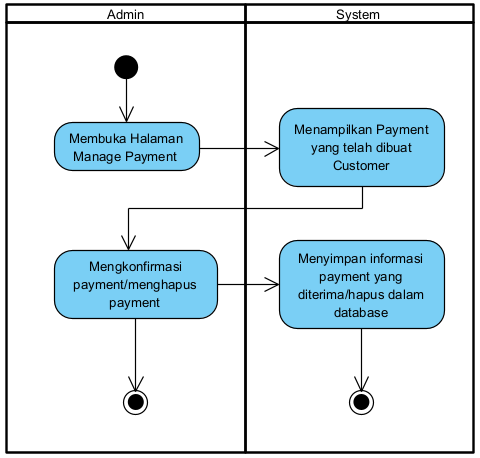 Admin
System
Membuka Halaman
Manage Payment
Menampilkan Payment
yang telah dibuat
Customer
Mengkonfirmasi
payment/menghapus
payment
Menyimpan informasi
payment yang
diterima/hapus dalam
database